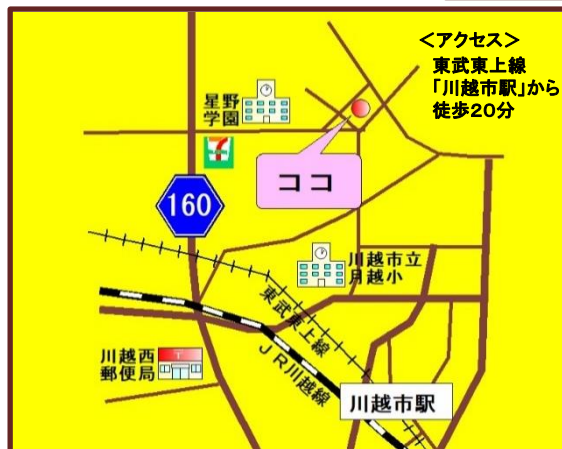 ＜アクセス＞
東武東上線
「川越市駅」から
徒歩20分
星野
学園
7
ココ
160
川越市立
月越小
東武東上線
JR川越線
川越西
郵便局
〒
川越市駅